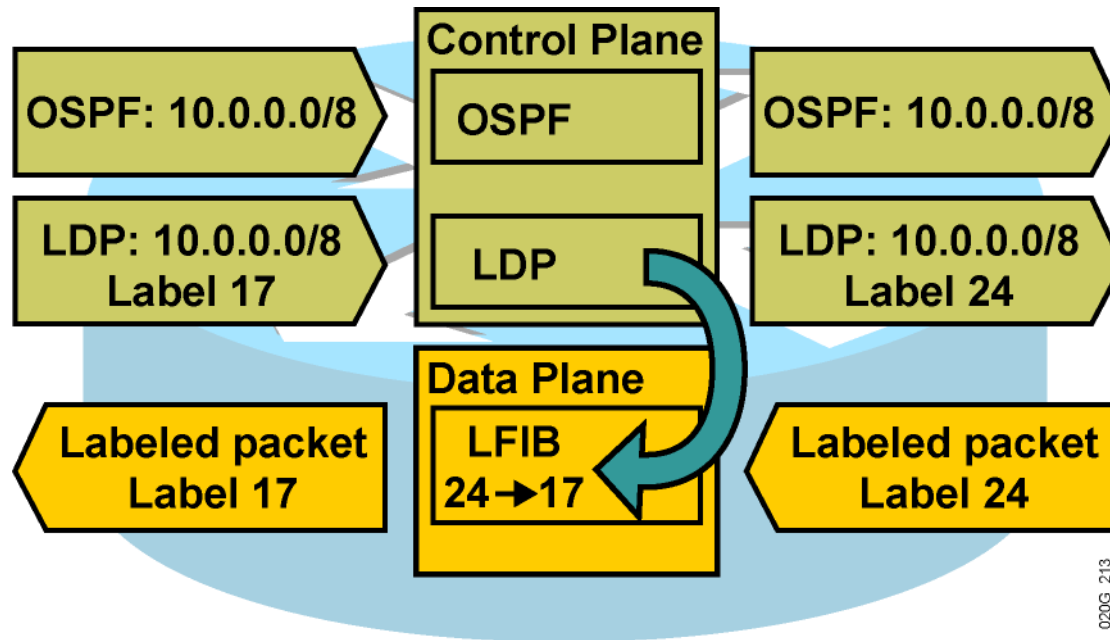 Control Plane
OSPF: 10.0.0.0/8
OSPF
OSPF: 10.0.0.0/8
LDP: 10.0.0.0/8
Label 17
LDP
LDP: 10.0.0.0/8
Label 24
Data Plane
Labeled packet
Label 17
LFIB
24→17
Labeled packet
Label 24
020G_213